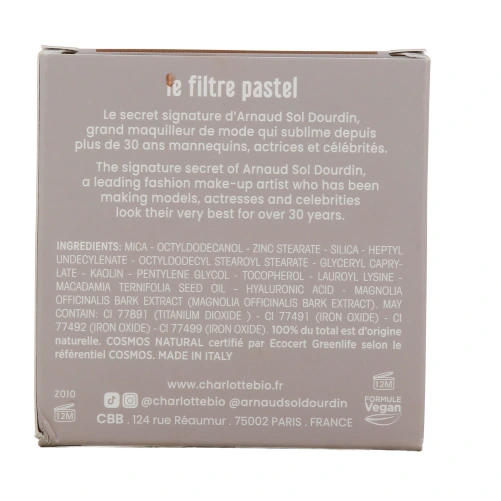 le filtre pastel
Le secret signature d'Arnaud Sol Dourdin,
grand maquilleur de mode qui sublime depuis
plus de 30 ans mannequins, actrices et célébrités.
The signature secret of Arnaud Sol Dourdin,
a leading fashion make-up artist who has been
making models, actresses and celebrities
look their very best for over 30 years.
INGREDIENTS: MICA - OCTYLDODECANOL - ZINC STEARATE - SILICA - HEPTYL
UNDECYLENATE - OCTYLDODECYL STEAROYL STEARATE - GLYCERYL CAPRY-
LATE - KAOLIN - PENTYLENE GLYCOL - TOCOPHEROL - LAUROYL LYSINE -
MACADAMIA TERNIFOLIA SEED OIL - HYALURONIC ACID - MAGNOLIA
OFFICINALIS BARK EXTRACT (MAGNOLIA OFFICINALIS BARK EXTRACT). MAY
CONTAIN: CI 77891 (TITANIUM DIOXIDE ) - CI 77491 (IRON OXIDE) - CI
77492 (IRON OXIDE) - CI 77499 (IRON OXIDE). 100% du total est d'origine
naturelle. COSMOS NATURAL certifié par Ecocert Greenlife selon le
référentiel COSMOS. MADE IN ITALY
www.charlottebio.fr
12M
Z010
@charlottebio @arnaudsoldourdin
FORMULE
Vegan
12M
CBB . 124 rue Réaumur . 75002 PARIS . FRANCE